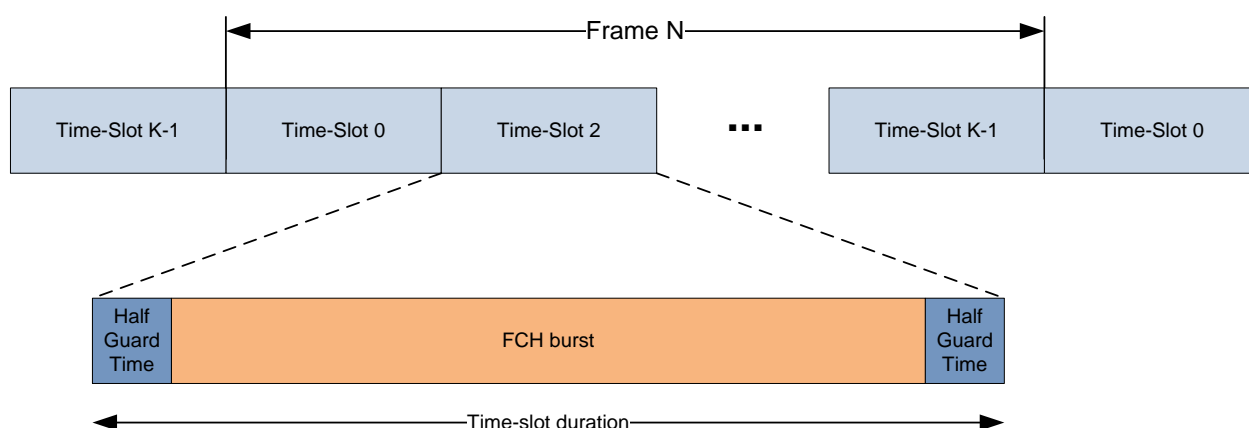 Frame N
Time-Slot K-1
Time-Slot 0
Time-Slot 2
...
Time-Slot K-1
Time-Slot 0
Half
Guard
Time
FCH burst
Half
Guard
Time
Time-slot duration